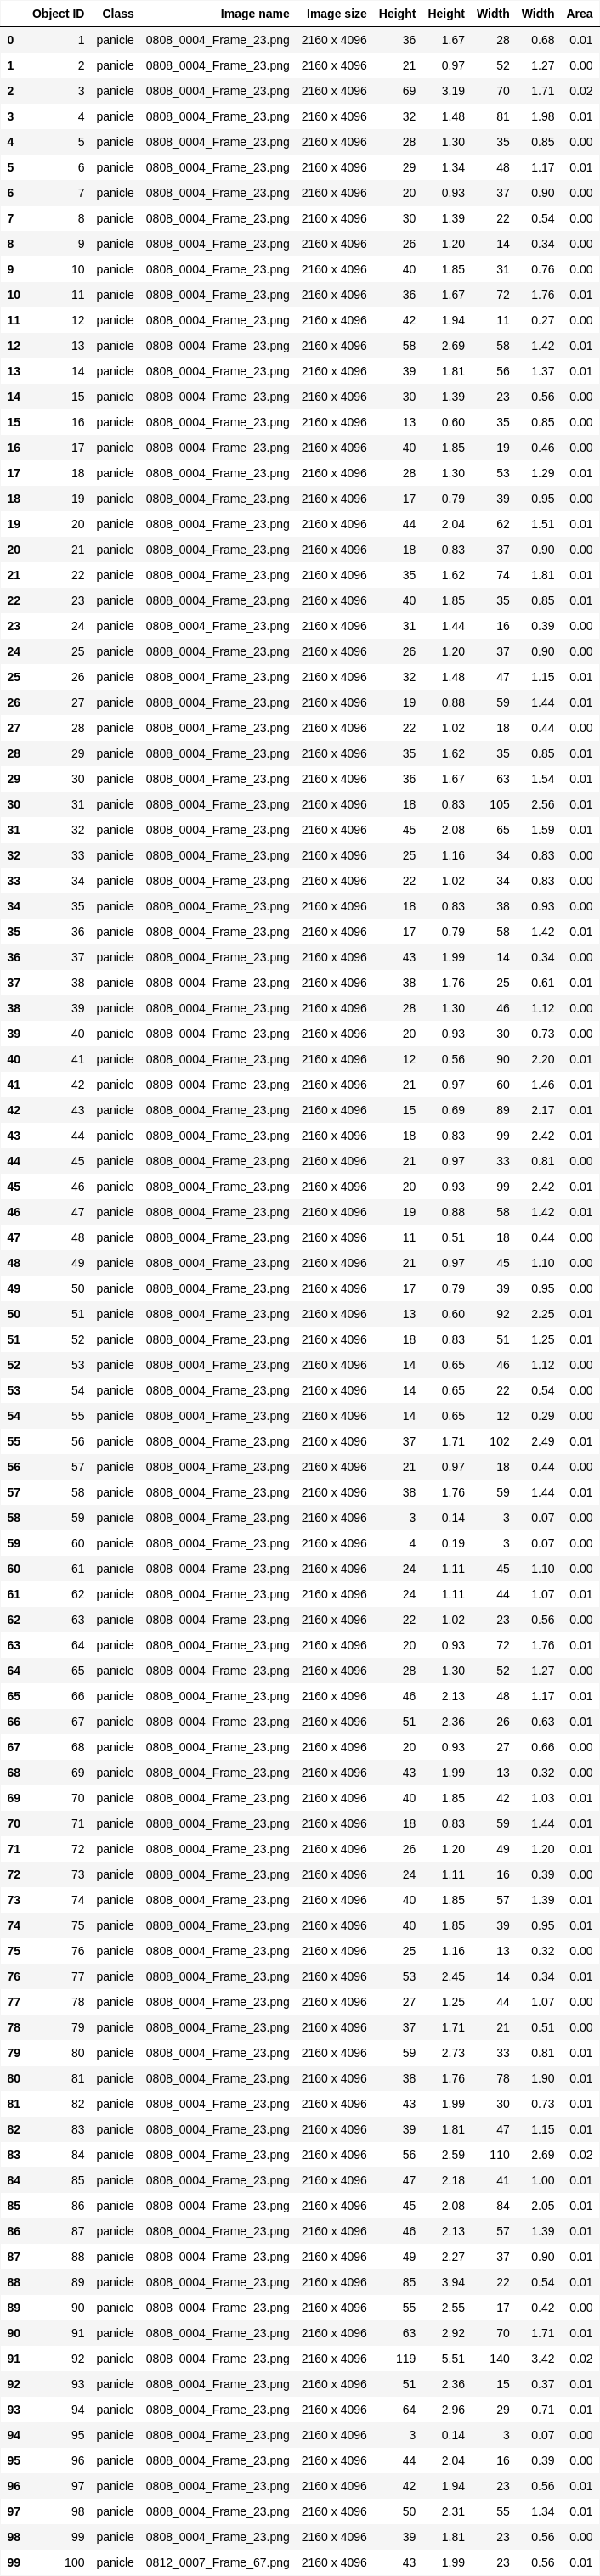 Object ID Class Image name Image size Height Height Width Width Area
0 1 panicle 0808_0004_Frame_23.png 2160 x 4096 36 1.67 28 0.68 0.01
1 2 panicle 0808_0004_Frame_23.png 2160 x 4096 21 0.97 52 1.27 0.00
2 3 panicle 0808_0004_Frame_23.png 2160 x 4096 69 3.19 70 1.71 0.02
3 4 panicle 0808_0004_Frame_23.png 2160 x 4096 32 1.48 81 1.98 0.01
4 5 panicle 0808_0004_Frame_23.png 2160 x 4096 28 1.30 35 0.85 0.00
5 6 panicle 0808_0004_Frame_23.png 2160 x 4096 29 1.34 48 1.17 0.01
6 7 panicle 0808_0004_Frame_23.png 2160 x 4096 20 0.93 37 0.90 0.00
7 8 panicle 0808_0004_Frame_23.png 2160 x 4096 30 1.39 22 0.54 0.00
8 9 panicle 0808_0004_Frame_23.png 2160 x 4096 26 1.20 14 0.34 0.00
9 10 panicle 0808_0004_Frame_23.png 2160 x 4096 40 1.85 31 0.76 0.00
10 11 panicle 0808_0004_Frame_23.png 2160 x 4096 36 1.67 72 1.76 0.01
11 12 panicle 0808_0004_Frame_23.png 2160 x 4096 42 1.94 11 0.27 0.00
12 13 panicle 0808_0004_Frame_23.png 2160 x 4096 58 2.69 58 1.42 0.01
13 14 panicle 0808_0004_Frame_23.png 2160 x 4096 39 1.81 56 1.37 0.01
14 15 panicle 0808_0004_Frame_23.png 2160 x 4096 30 1.39 23 0.56 0.00
15 16 panicle 0808_0004_Frame_23.png 2160 x 4096 13 0.60 35 0.85 0.00
16 17 panicle 0808_0004_Frame_23.png 2160 x 4096 40 1.85 19 0.46 0.00
17 18 panicle 0808_0004_Frame_23.png 2160 x 4096 28 1.30 53 1.29 0.01
18 19 panicle 0808_0004_Frame_23.png 2160 x 4096 17 0.79 39 0.95 0.00
19 20 panicle 0808_0004_Frame_23.png 2160 x 4096 44 2.04 62 1.51 0.01
20 21 panicle 0808_0004_Frame_23.png 2160 x 4096 18 0.83 37 0.90 0.00
21 22 panicle 0808_0004_Frame_23.png 2160 x 4096 35 1.62 74 1.81 0.01
22 23 panicle 0808_0004_Frame_23.png 2160 x 4096 40 1.85 35 0.85 0.01
23 24 panicle 0808_0004_Frame_23.png 2160 x 4096 31 1.44 16 0.39 0.00
24 25 panicle 0808_0004_Frame_23.png 2160 x 4096 26 1.20 37 0.90 0.00
25 26 panicle 0808_0004_Frame_23.png 2160 x 4096 32 1.48 47 1.15 0.01
26 27 panicle 0808_0004_Frame_23.png 2160 x 4096 19 0.88 59 1.44 0.01
27 28 panicle 0808_0004_Frame_23.png 2160 x 4096 22 1.02 18 0.44 0.00
28 29 panicle 0808_0004_Frame_23.png 2160 x 4096 35 1.62 35 0.85 0.01
29 30 panicle 0808_0004_Frame_23.png 2160 x 4096 36 1.67 63 1.54 0.01
30 31 panicle 0808_0004_Frame_23.png 2160 x 4096 18 0.83 105 2.56 0.01
31 32 panicle 0808_0004_Frame_23.png 2160 x 4096 45 2.08 65 1.59 0.01
32 33 panicle 0808_0004_Frame_23.png 2160 x 4096 25 1.16 34 0.83 0.00
33 34 panicle 0808_0004_Frame_23.png 2160 x 4096 22 1.02 34 0.83 0.00
34 35 panicle 0808_0004_Frame_23.png 2160 x 4096 18 0.83 38 0.93 0.00
35 36 panicle 0808_0004_Frame_23.png 2160 x 4096 17 0.79 58 1.42 0.01
36 37 panicle 0808_0004_Frame_23.png 2160 x 4096 43 1.99 14 0.34 0.00
37 38 panicle 0808_0004_Frame_23.png 2160 x 4096 38 1.76 25 0.61 0.01
38 39 panicle 0808_0004_Frame_23.png 2160 x 4096 28 1.30 46 1.12 0.00
39 40 panicle 0808_0004_Frame_23.png 2160 x 4096 20 0.93 30 0.73 0.00
40 41 panicle 0808_0004_Frame_23.png 2160 x 4096 12 0.56 90 2.20 0.01
41 42 panicle 0808_0004_Frame_23.png 2160 x 4096 21 0.97 60 1.46 0.01
42 43 panicle 0808_0004_Frame_23.png 2160 x 4096 15 0.69 89 2.17 0.01
43 44 panicle 0808_0004_Frame_23.png 2160 x 4096 18 0.83 99 2.42 0.01
44 45 panicle 0808_0004_Frame_23.png 2160 x 4096 21 0.97 33 0.81 0.00
45 46 panicle 0808_0004_Frame_23.png 2160 x 4096 20 0.93 99 2.42 0.01
46 47 panicle 0808_0004_Frame_23.png 2160 x 4096 19 0.88 58 1.42 0.01
47 48 panicle 0808_0004_Frame_23.png 2160 x 4096 11 0.51 18 0.44 0.00
48 49 panicle 0808_0004_Frame_23.png 2160 x 4096 21 0.97 45 1.10 0.00
49 50 panicle 0808_0004_Frame_23.png 2160 x 4096 17 0.79 39 0.95 0.00
50 51 panicle 0808_0004_Frame_23.png 2160 x 4096 13 0.60 92 2.25 0.01
51 52 panicle 0808_0004_Frame_23.png 2160 x 4096 18 0.83 51 1.25 0.01
52 53 panicle 0808_0004_Frame_23.png 2160 x 4096 14 0.65 46 1.12 0.00
53 54 panicle 0808_0004_Frame_23.png 2160 x 4096 14 0.65 22 0.54 0.00
54 55 panicle 0808_0004_Frame_23.png 2160 x 4096 14 0.65 12 0.29 0.00
55 56 panicle 0808_0004_Frame_23.png 2160 x 4096 37 1.71 102 2.49 0.01
56 57 panicle 0808_0004_Frame_23.png 2160 x 4096 21 0.97 18 0.44 0.00
57 58 panicle 0808_0004_Frame_23.png 2160 x 4096 38 1.76 59 1.44 0.01
58 59 panicle 0808_0004_Frame_23.png 2160 x 4096 3 0.14 3 0.07 0.00
59 60 panicle 0808_0004_Frame_23.png 2160 x 4096 4 0.19 3 0.07 0.00
60 61 panicle 0808_0004_Frame_23.png 2160 x 4096 24 1.11 45 1.10 0.00
61 62 panicle 0808_0004_Frame_23.png 2160 x 4096 24 1.11 44 1.07 0.01
62 63 panicle 0808_0004_Frame_23.png 2160 x 4096 22 1.02 23 0.56 0.00
63 64 panicle 0808_0004_Frame_23.png 2160 x 4096 20 0.93 72 1.76 0.01
64 65 panicle 0808_0004_Frame_23.png 2160 x 4096 28 1.30 52 1.27 0.00
65 66 panicle 0808_0004_Frame_23.png 2160 x 4096 46 2.13 48 1.17 0.01
66 67 panicle 0808_0004_Frame_23.png 2160 x 4096 51 2.36 26 0.63 0.01
67 68 panicle 0808_0004_Frame_23.png 2160 x 4096 20 0.93 27 0.66 0.00
68 69 panicle 0808_0004_Frame_23.png 2160 x 4096 43 1.99 13 0.32 0.00
69 70 panicle 0808_0004_Frame_23.png 2160 x 4096 40 1.85 42 1.03 0.01
70 71 panicle 0808_0004_Frame_23.png 2160 x 4096 18 0.83 59 1.44 0.01
71 72 panicle 0808_0004_Frame_23.png 2160 x 4096 26 1.20 49 1.20 0.01
72 73 panicle 0808_0004_Frame_23.png 2160 x 4096 24 1.11 16 0.39 0.00
73 74 panicle 0808_0004_Frame_23.png 2160 x 4096 40 1.85 57 1.39 0.01
74 75 panicle 0808_0004_Frame_23.png 2160 x 4096 40 1.85 39 0.95 0.01
75 76 panicle 0808_0004_Frame_23.png 2160 x 4096 25 1.16 13 0.32 0.00
76 77 panicle 0808_0004_Frame_23.png 2160 x 4096 53 2.45 14 0.34 0.01
77 78 panicle 0808_0004_Frame_23.png 2160 x 4096 27 1.25 44 1.07 0.00
78 79 panicle 0808_0004_Frame_23.png 2160 x 4096 37 1.71 21 0.51 0.00
79 80 panicle 0808_0004_Frame_23.png 2160 x 4096 59 2.73 33 0.81 0.01
80 81 panicle 0808_0004_Frame_23.png 2160 x 4096 38 1.76 78 1.90 0.01
81 82 panicle 0808_0004_Frame_23.png 2160 x 4096 43 1.99 30 0.73 0.01
82 83 panicle 0808_0004_Frame_23.png 2160 x 4096 39 1.81 47 1.15 0.01
83 84 panicle 0808_0004_Frame_23.png 2160 x 4096 56 2.59 110 2.69 0.02
84 85 panicle 0808_0004_Frame_23.png 2160 x 4096 47 2.18 41 1.00 0.01
85 86 panicle 0808_0004_Frame_23.png 2160 x 4096 45 2.08 84 2.05 0.01
86 87 panicle 0808_0004_Frame_23.png 2160 x 4096 46 2.13 57 1.39 0.01
87 88 panicle 0808_0004_Frame_23.png 2160 x 4096 49 2.27 37 0.90 0.01
88 89 panicle 0808_0004_Frame_23.png 2160 x 4096 85 3.94 22 0.54 0.01
89 90 panicle 0808_0004_Frame_23.png 2160 x 4096 55 2.55 17 0.42 0.00
90 91 panicle 0808_0004_Frame_23.png 2160 x 4096 63 2.92 70 1.71 0.01
91 92 panicle 0808_0004_Frame_23.png 2160 x 4096 119 5.51 140 3.42 0.02
92 93 panicle 0808_0004_Frame_23.png 2160 x 4096 51 2.36 15 0.37 0.01
93 94 panicle 0808_0004_Frame_23.png 2160 x 4096 64 2.96 29 0.71 0.01
94 95 panicle 0808_0004_Frame_23.png 2160 x 4096 3 0.14 3 0.07 0.00
95 96 panicle 0808_0004_Frame_23.png 2160 x 4096 44 2.04 16 0.39 0.00
96 97 panicle 0808_0004_Frame_23.png 2160 x 4096 42 1.94 23 0.56 0.01
97 98 panicle 0808_0004_Frame_23.png 2160 x 4096 50 2.31 55 1.34 0.01
98 99 panicle 0808_0004_Frame_23.png 2160 x 4096 39 1.81 23 0.56 0.00
99 100 panicle 0812_0007_Frame_67.png 2160 x 4096 43 1.99 23 0.56 0.01